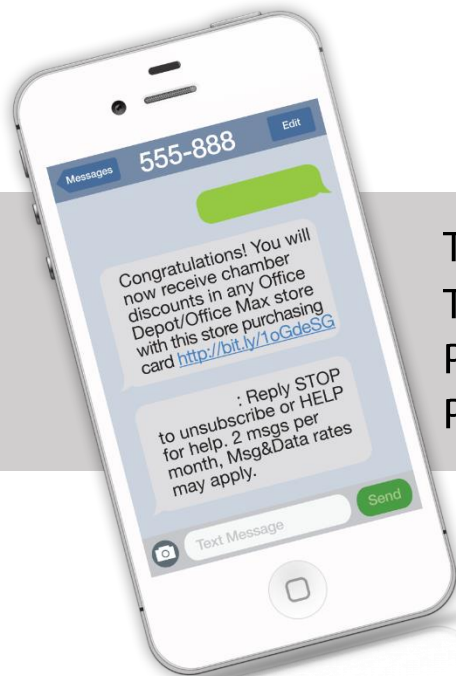 Messages
555-888
Edit
Congratulations! You will
now receive chamber
discounts in any Office
Depot/Office Max store
with this store purchasing
card http://bit.ly/1oGdeSG
: Reply STOP
to unsubscribe or HELP
for help. 2 msgs per
month, Msg&Data rates
may apply.
Text Message
Send